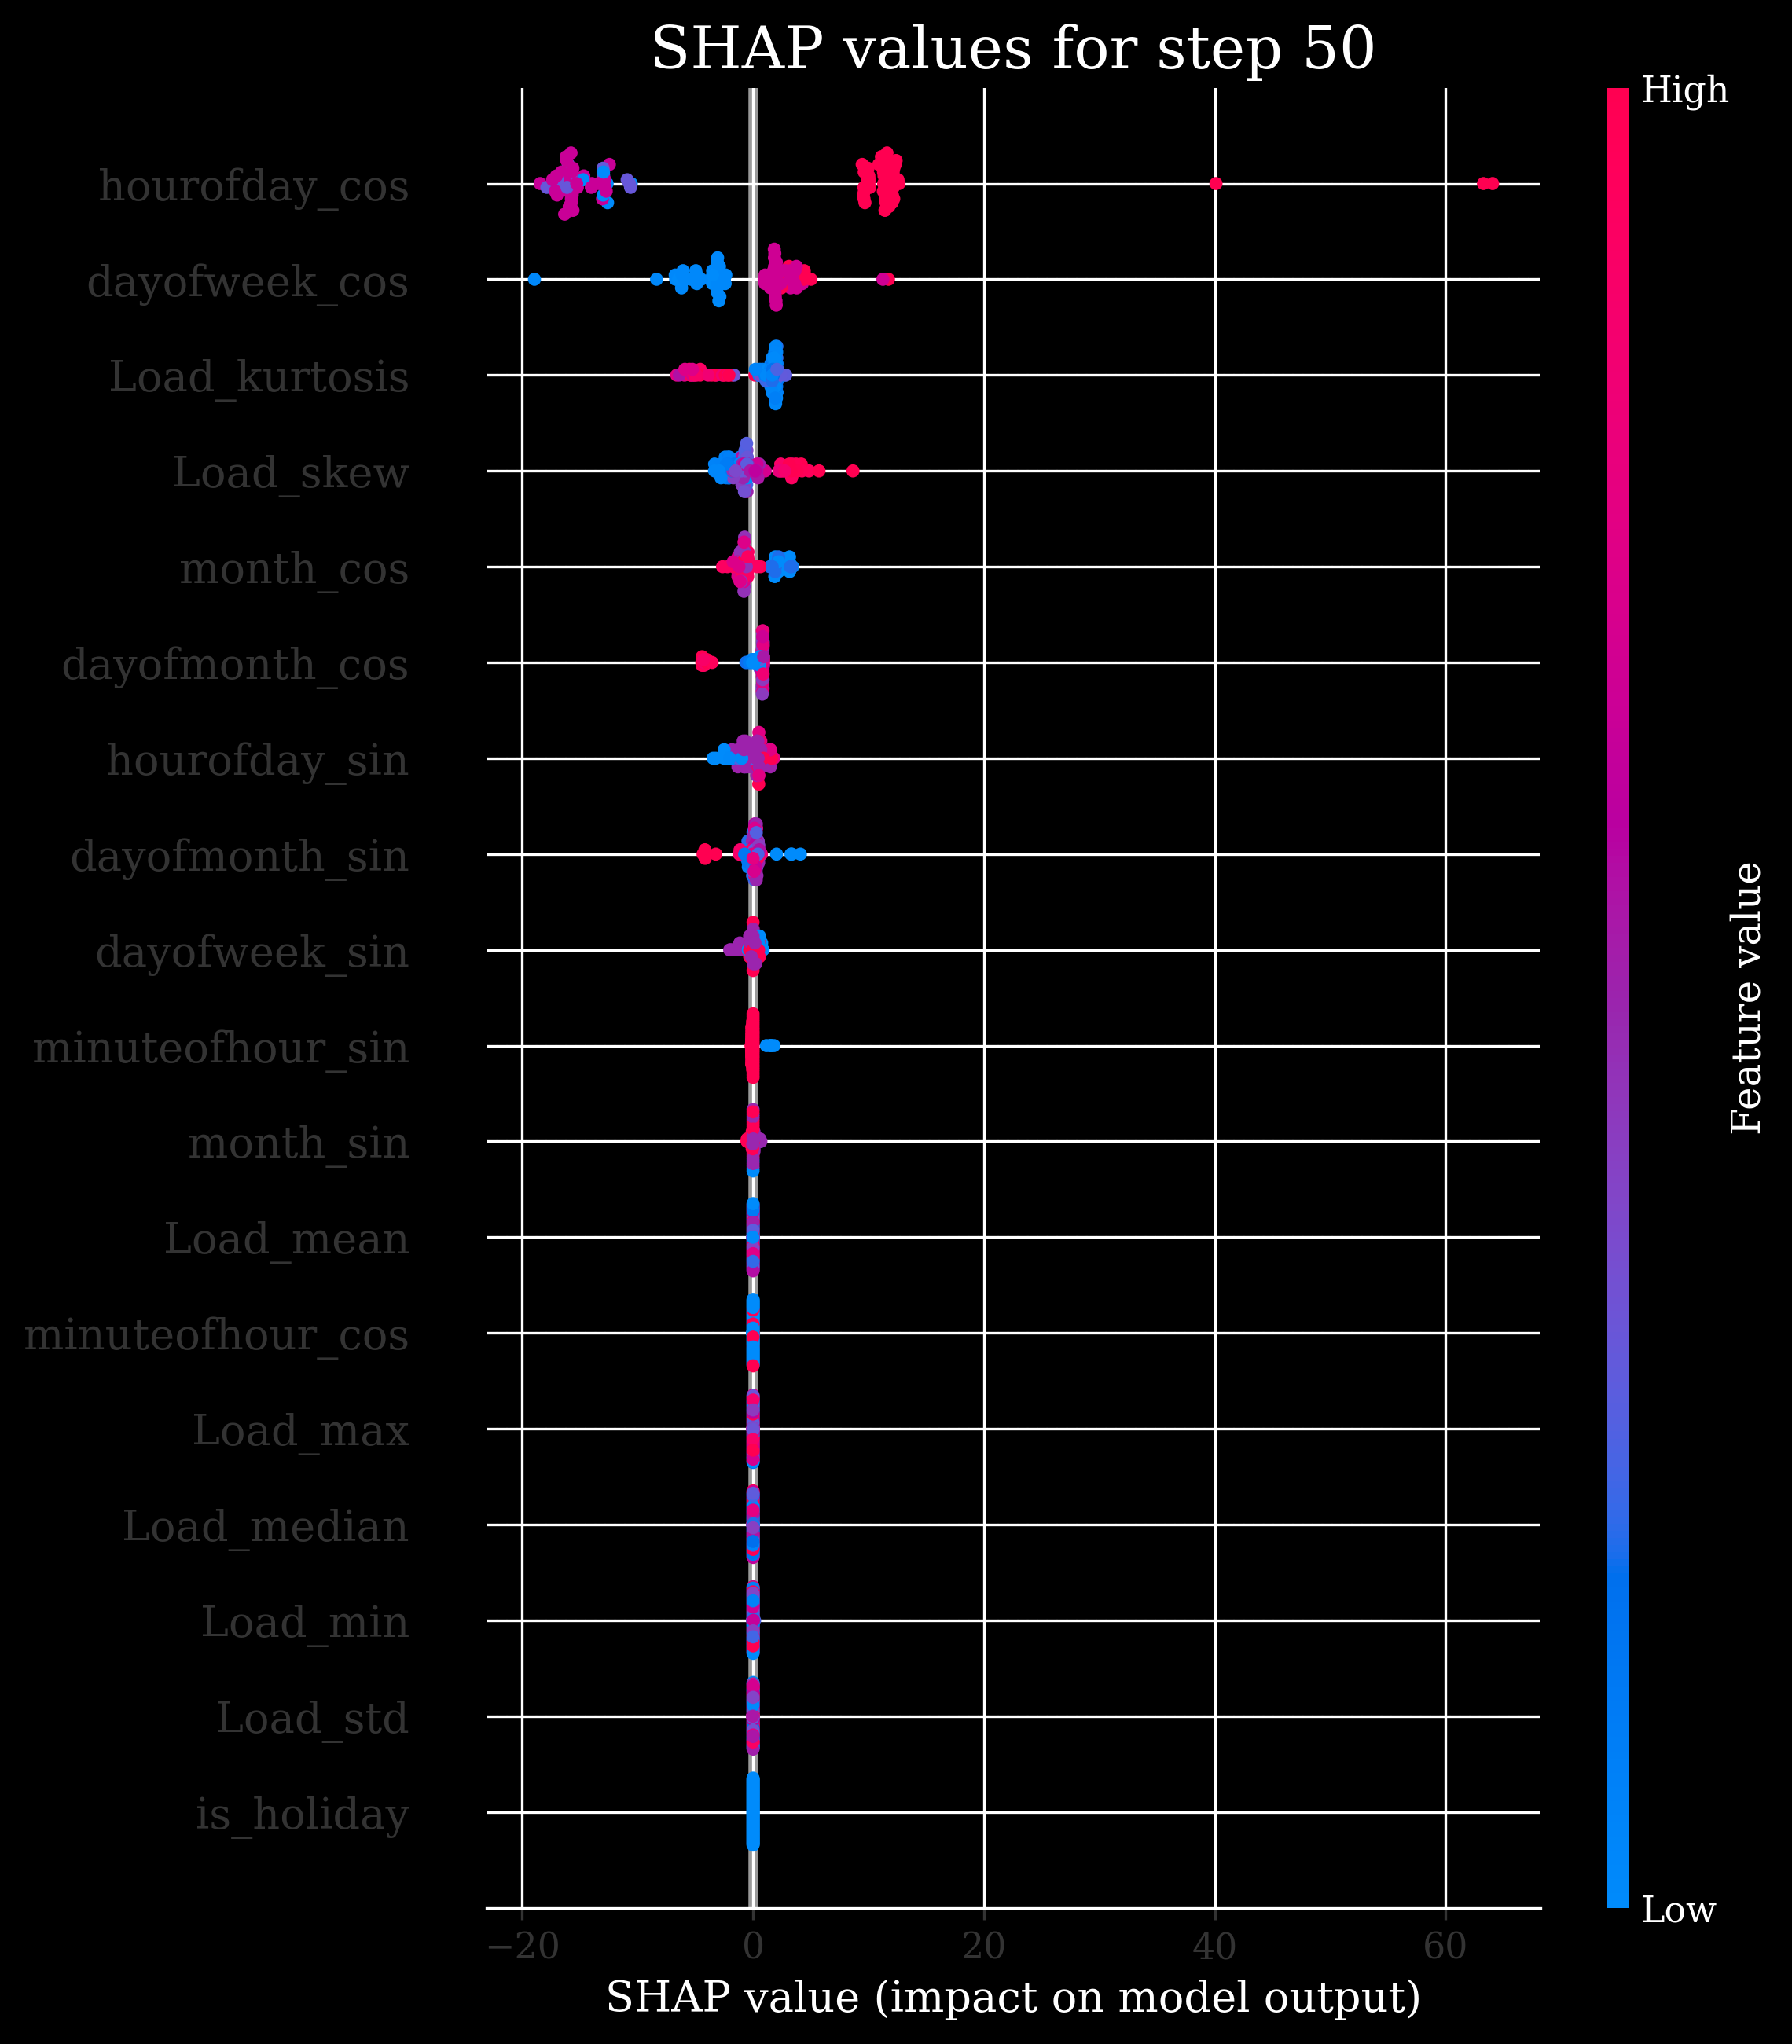 SHAP values for step 50
High
hourofday_cos
dayofweek_cos
Load_kurtosis
Load_skew
month_cos
dayofmonth_cos
hourofday_sin
dayofmonth_sin
dayofweek_sin
minuteofhour_sin
month_sin
Load_mean
minuteofhour_cos
Load_max
Load_median
Load_min
Load_std
is_holiday
Feature value
Low
−20 0 20 40 60
SHAP value (impact on model output)